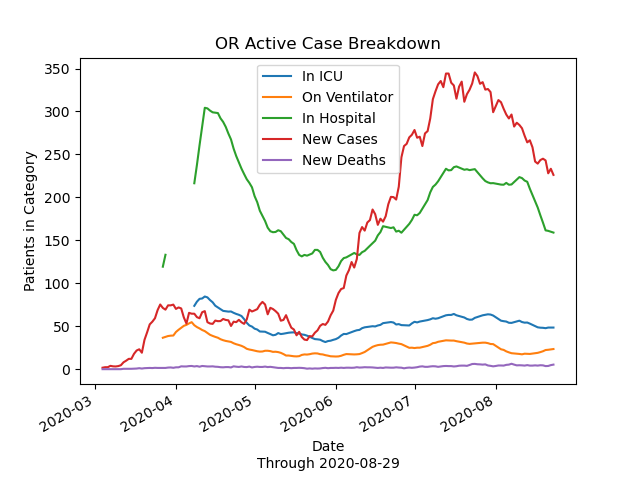 OR Active Case Breakdown
Patients in Category
350
300
250
200
150
100
50
0
In ICU
On Ventilator
In Hospital
New Cases
New Deaths
2020-03
2020-04
2020-05
2020-06
2020-07
2020-08
Date
Through 2020-08-29